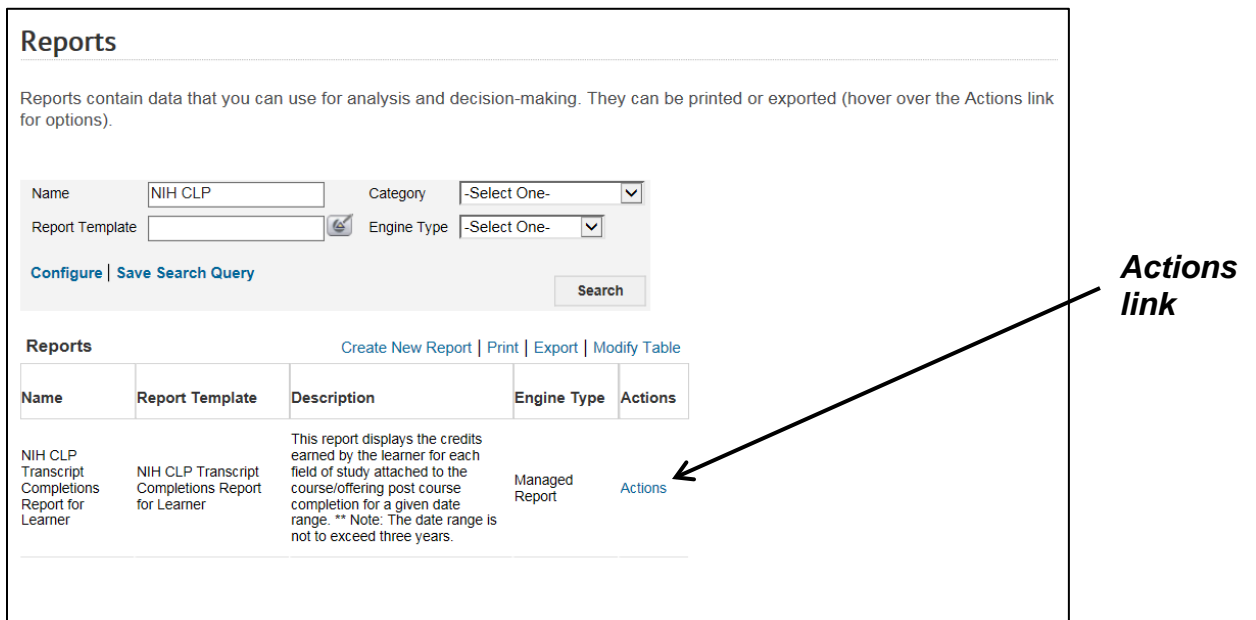 Reports
Reports contain data that you can use for analysis and decision-making. They can be printed or exported (hover over the Actions link
for options).
Name NIH CLP Category -Select One-
Report Template Engine Type -Select One-
Configure | Save Search Query
Search
Actions
link
Reports Create New Report | Print | Export | Modify Table
Name Report Template Description Engine Type Actions
This report displays the credits
earned by the learner for each
field of study attached to the
course/offering post course
completion for a given date
range. ** Note: The date range is
not to exceed three years.
NIH CLP
Transcript
Completions
Report for
Learner
NIH CLP Transcript
Completions Report
for Learner
Managed
Report
Actions